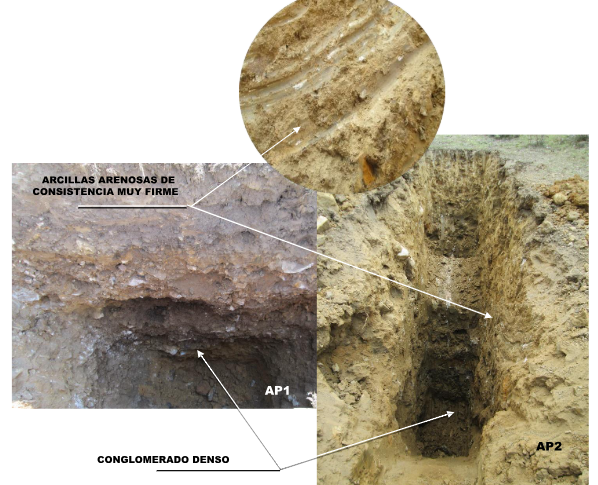 ARCILLAS ARENOSAS DE
CONSISTENCIA MUY FIRME
AP1
AP2
CONGLOMERADO DENSO